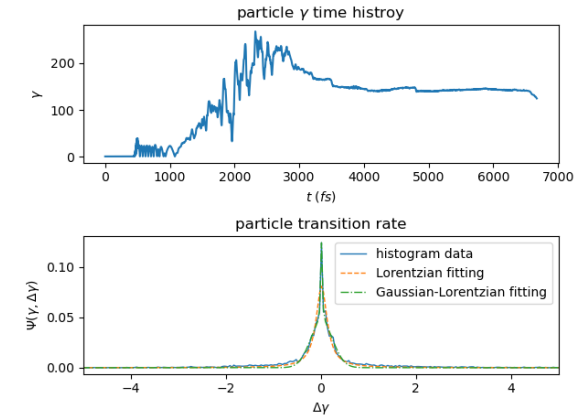 particle γ time histroy
200
100
0
γ
0 1000 2000 3000 4000 5000 6000 7000
t (fs)
particle transition rate
0.10
0.05
0.00
Ψ(γ, Δγ)
histogram data
Lorentzian fitting
Gaussian-Lorentzian fitting
−4 −2 0 2 4
Δγ